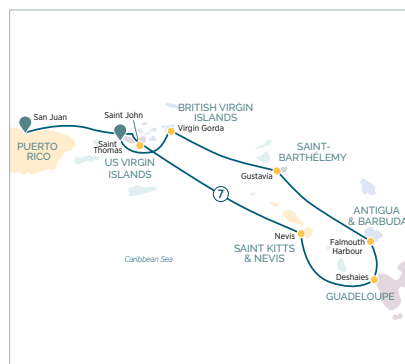 San Juan
PUERTO
RICO
Saint John
Saint
Thomas
US VIRGIN
ISLANDS
BRITISH VIRGIN
ISLANDS
Virgin Gorda
SAINT-
BARTHÉLEMY
Gustavia
7
ANTIGUA
& BARBUDA
Falmouth
Harbour
Nevis
SAINT KITTS
& NEVIS
Caribbean Sea
Deshaies
GUADELOUPE